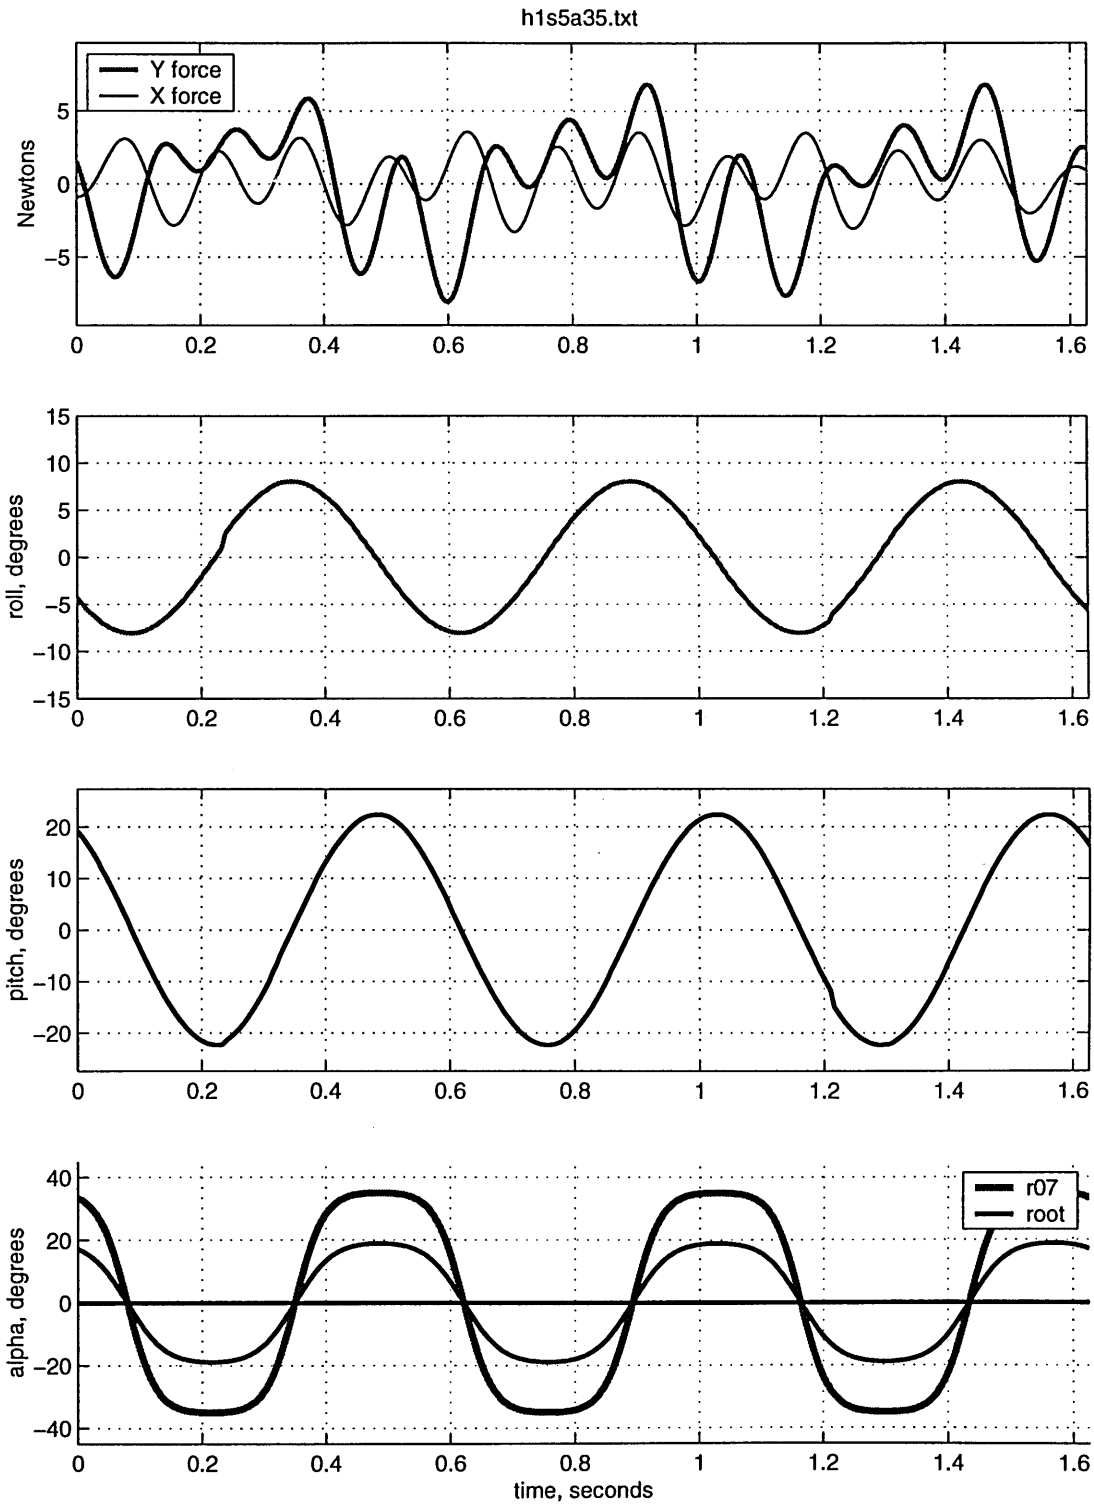 h1s5a35.txt
Y force
X force
Newtons
5
0
−5
0 0.2 0.4 0.6 0.8 1 1.2 1.4 1.6
roll, degrees
15
10
5
0
−5
−10
−15
0 0.2 0.4 0.6 0.8 1 1.2 1.4 1.6
pitch, degrees
20
10
0
−10
−20
0 0.2 0.4 0.6 0.8 1 1.2 1.4 1.6
alpha, degrees
40
20
0
−20
−40
r07
root
0 0.2 0.4 0.6 0.8 1 1.2 1.4 1.6
time, seconds